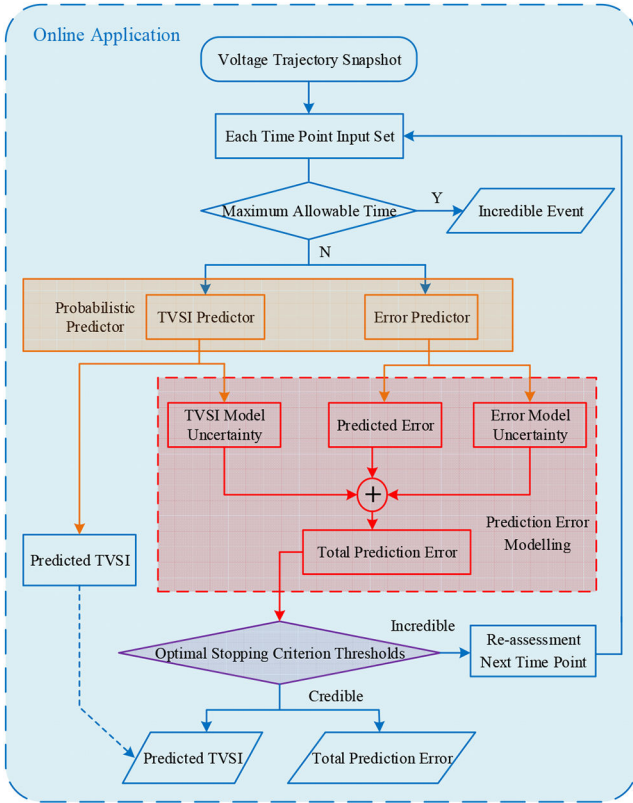 Online Application
Voltage Trajectory Snapshot
Each Time Point Input Set
Maximum Allowable Time
Y
Incredible Event
N
Probabilistic
Predictor
TVSI Predictor
Error Predictor
TVSI Model
Uncertainty
Predicted Error
Error Model
Uncertainty
+
Prediction Error
Modelling
Total Prediction Error
Predicted TVSI
Optimal Stopping Criterion Thresholds
Incredible
Re-assessment
Next Time Point
Credible
Predicted TVSI
Total Prediction Error